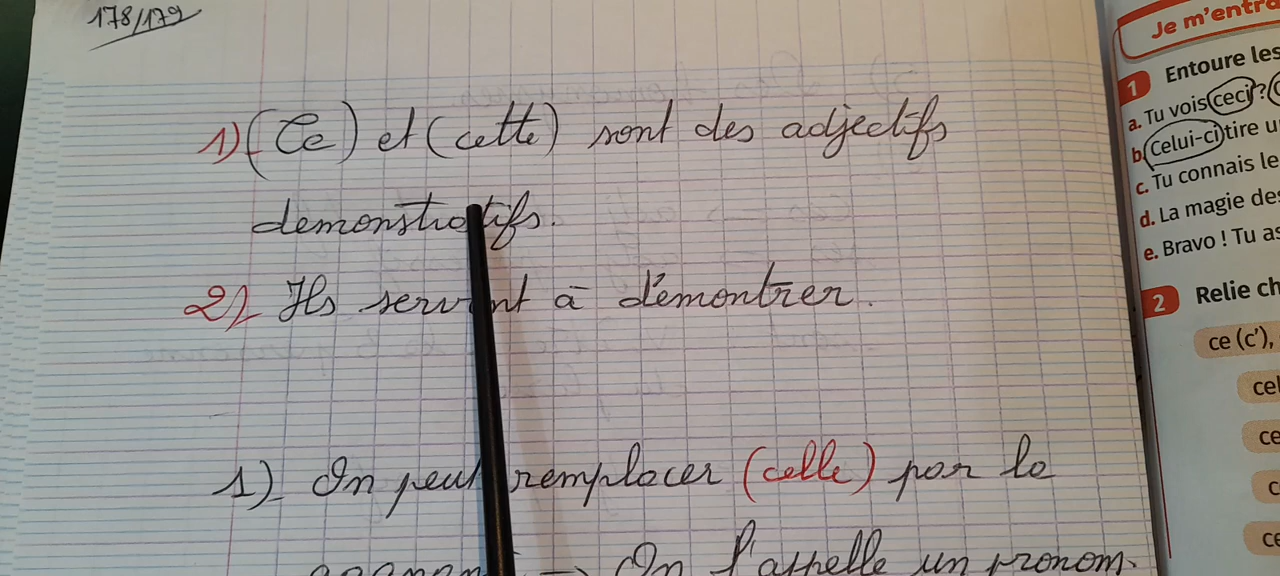 178/179
1) (Ce) et (cette) sont des adjectifs
demonstratifs.
2) Ils servent à démontrer.
1) On peut remplacer (celle) par la
→ On l'appelle un pronom.
Je m'entra
1 Entoure les
a. Tu vois ceci ?
b. Celui-ci tire u
c. Tu connais le
d. La magie des
e. Bravo ! Tu as
2 Relie ch
ce (c'),
cel
ce
c
ce